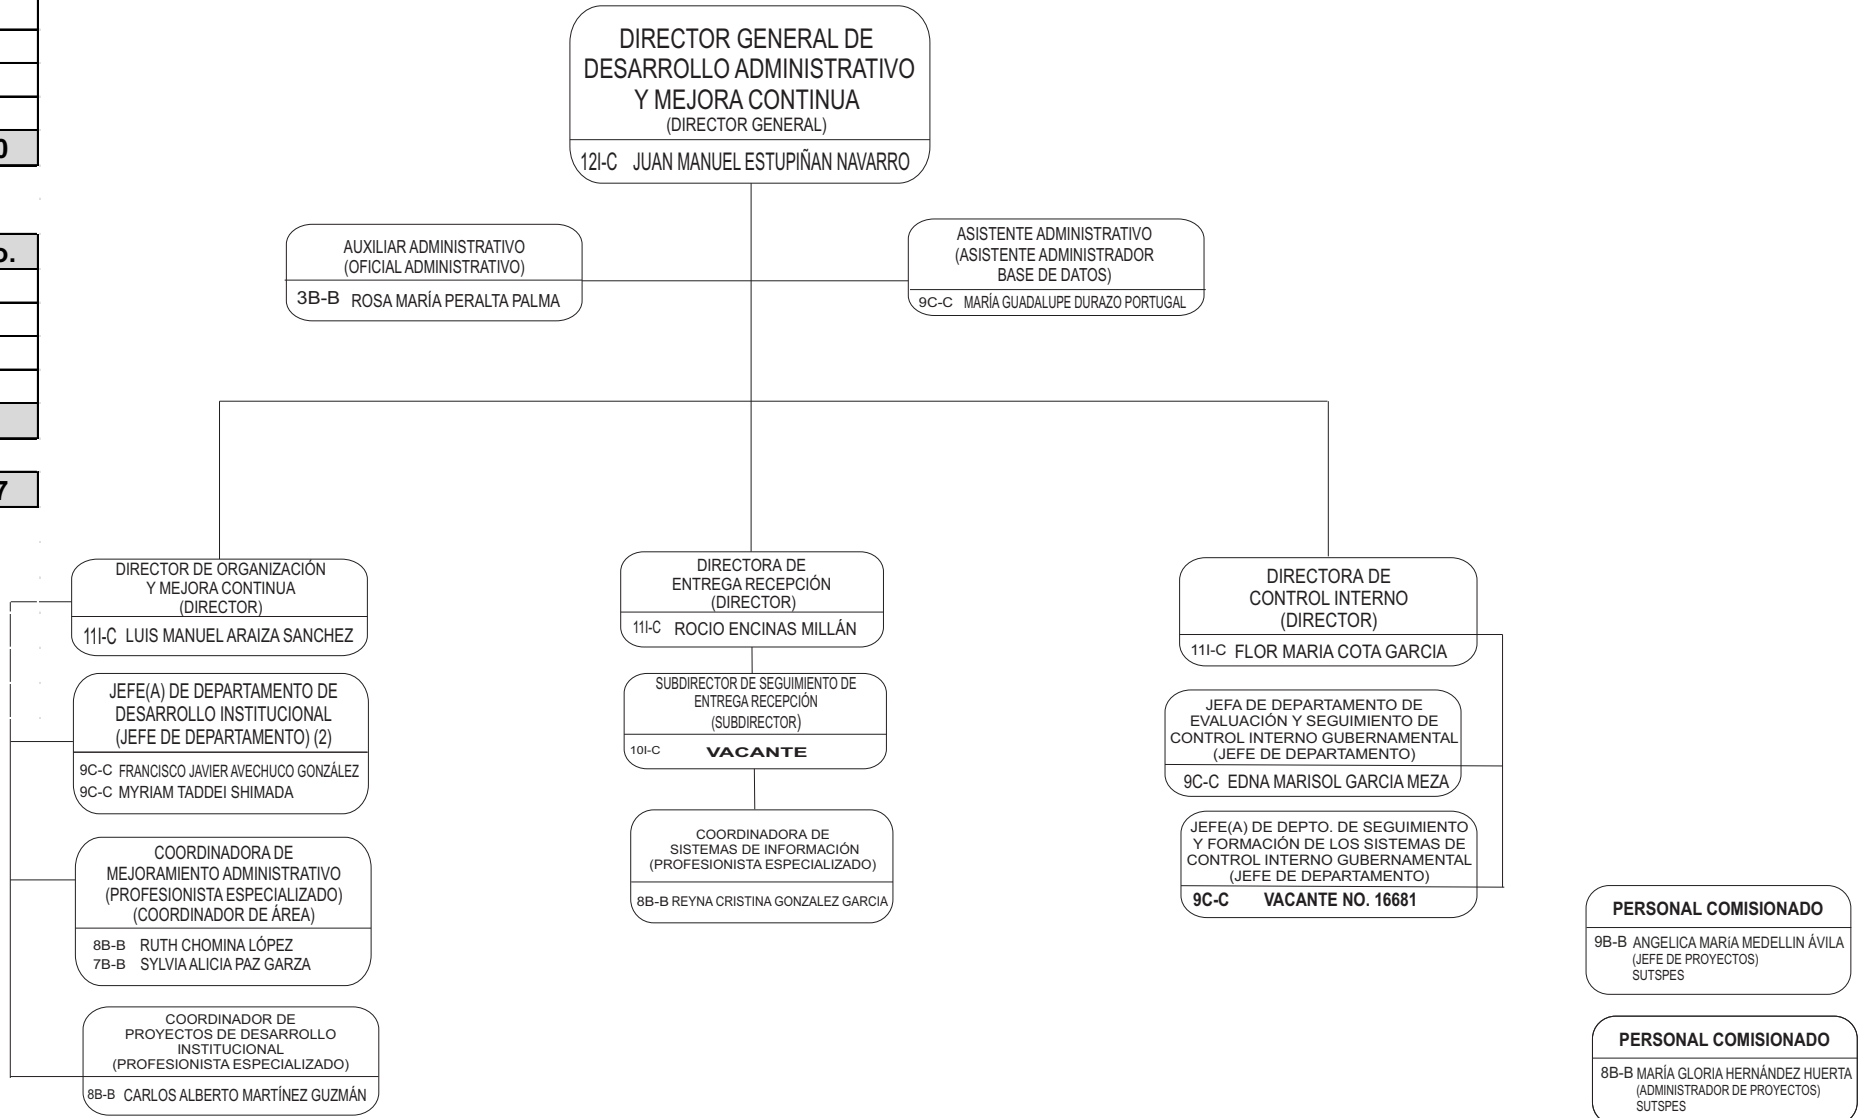 DIRECTOR GENERAL DE
DESARROLLO ADMINISTRATIVO
Y MEJORA CONTINUA
(DIRECTOR GENERAL)
12I-C JUAN MANUEL ESTUPIÑAN NAVARRO
0
o.
7
AUXILIAR ADMINISTRATIVO
(OFICIAL ADMINISTRATIVO)
3B-B ROSA MARÍA PERALTA PALMA
ASISTENTE ADMINISTRATIVO
(ASISTENTE ADMINISTRADOR
BASE DE DATOS)
9C-C MARÍA GUADALUPE DURAZO PORTUGAL
DIRECTOR DE ORGANIZACIÓN
Y MEJORA CONTINUA
(DIRECTOR)
11I-C LUIS MANUEL ARAIZA SANCHEZ
JEFE(A) DE DEPARTAMENTO DE
DESARROLLO INSTITUCIONAL
(JEFE DE DEPARTAMENTO) (2)
9C-C FRANCISCO JAVIER AVECHUCO GONZÁLEZ
9C-C MYRIAM TADDEI SHIMADA
COORDINADORA DE
MEJORAMIENTO ADMINISTRATIVO
(PROFESIONISTA ESPECIALIZADO)
(COORDINADOR DE ÁREA)
8B-B RUTH CHOMINA LÓPEZ
7B-B SYLVIA ALICIA PAZ GARZA
COORDINADOR DE
PROYECTOS DE DESARROLLO
INSTITUCIONAL
(PROFESIONISTA ESPECIALIZADO)
8B-B CARLOS ALBERTO MARTÍNEZ GUZMÁN
DIRECTORA DE
ENTREGA RECEPCIÓN
(DIRECTOR)
11I-C ROCIO ENCINAS MILLÁN
SUBDIRECTOR DE SEGUIMIENTO DE
ENTREGA RECEPCIÓN
(SUBDIRECTOR)
10I-C VACANTE
COORDINADORA DE
SISTEMAS DE INFORMACIÓN
(PROFESIONISTA ESPECIALIZADO)
8B-B REYNA CRISTINA GONZALEZ GARCIA
DIRECTORA DE
CONTROL INTERNO
(DIRECTOR)
11I-C FLOR MARIA COTA GARCIA
JEFA DE DEPARTAMENTO DE
EVALUACIÓN Y SEGUIMIENTO DE
CONTROL INTERNO GUBERNAMENTAL
(JEFE DE DEPARTAMENTO)
9C-C EDNA MARISOL GARCIA MEZA
JEFE(A) DE DEPTO. DE SEGUIMIENTO
Y FORMACIÓN DE LOS SISTEMAS DE
CONTROL INTERNO GUBERNAMENTAL
(JEFE DE DEPARTAMENTO)
9C-C VACANTE NO. 16681
PERSONAL COMISIONADO
9B-B ANGELICA MARíA MEDELLIN ÁVILA
(JEFE DE PROYECTOS)
SUTSPES
PERSONAL COMISIONADO
8B-B MARÍA GLORIA HERNÁNDEZ HUERTA
(ADMINISTRADOR DE PROYECTOS)
SUTSPES